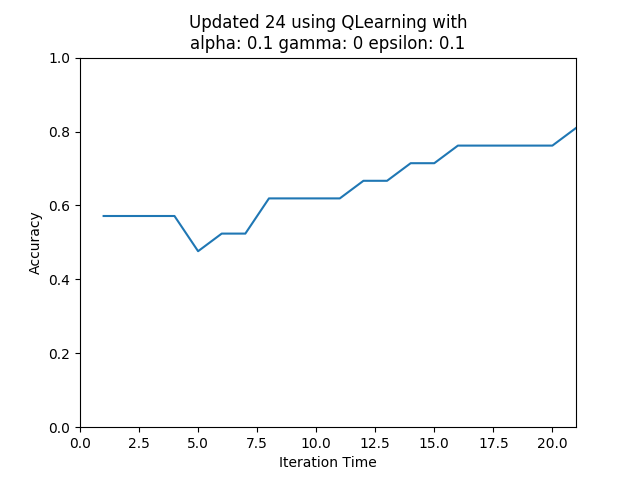 Updated 24 using QLearning with
alpha: 0.1 gamma: 0 epsilon: 0.1
1.0
0.8
0.6
0.4
0.2
0.0
Accuracy
0.0 2.5 5.0 7.5 10.0 12.5 15.0 17.5 20.0
Iteration Time